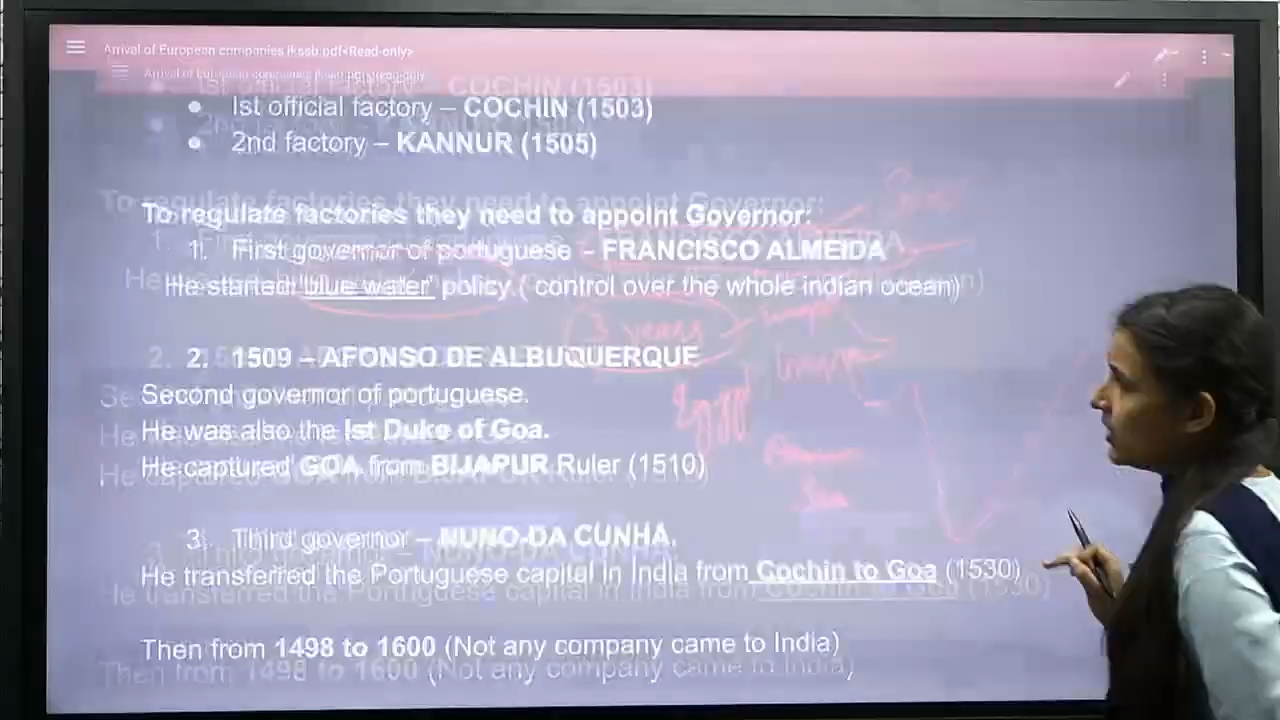 Arrival of European companies jkssb.pdf<Read-only>
Ist official factory – COCHIN (1503)
2nd factory – KANNUR (1505)
To regulate factories they need to appoint Governor:
1. First governor of portuguese – FRANCISCO ALMEIDA
He started 'blue water' policy.( control over the whole indian ocean)
3 years
2. 1509 – AFONSO DE ALBUQUERQUE
Second governor of portuguese.
He was also the Ist Duke of Goa.
He captured GOA from BIJAPUR Ruler (1510)
3. Third governor – NUNO-DA CUNHA.
He transferred the Portuguese capital in India from Cochin to Goa (1530)
Then from 1498 to 1600 (Not any company came to India)